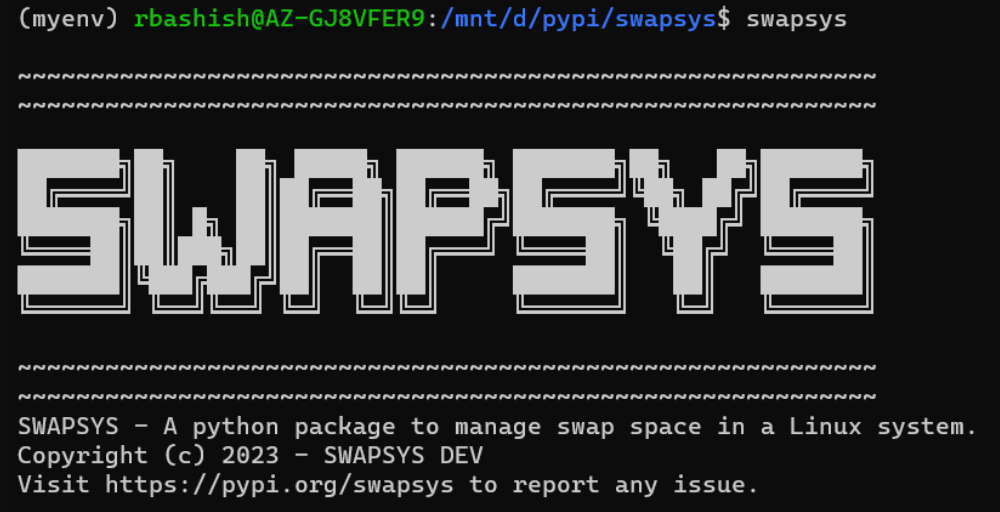 (myenv) rbashish@AZ-GJ8VFER9:/mnt/d/pypi/swapsys$ swapsys
~~~~~~~~~~~~~~~~~~~~~~~~~~~~~~~~~~~~~~~~~~~~~~~~~~~~~~~~~~~
~~~~~~~~~~~~~~~~~~~~~~~~~~~~~~~~~~~~~~~~~~~~~~~~~~~~~~~~~~~
SWAPSYS
~~~~~~~~~~~~~~~~~~~~~~~~~~~~~~~~~~~~~~~~~~~~~~~~~~~~~~~~~~~
~~~~~~~~~~~~~~~~~~~~~~~~~~~~~~~~~~~~~~~~~~~~~~~~~~~~~~~~~~~
SWAPSYS - A python package to manage swap space in a Linux system.
Copyright (c) 2023 - SWAPSYS DEV
Visit https://pypi.org/swapsys to report any issue.